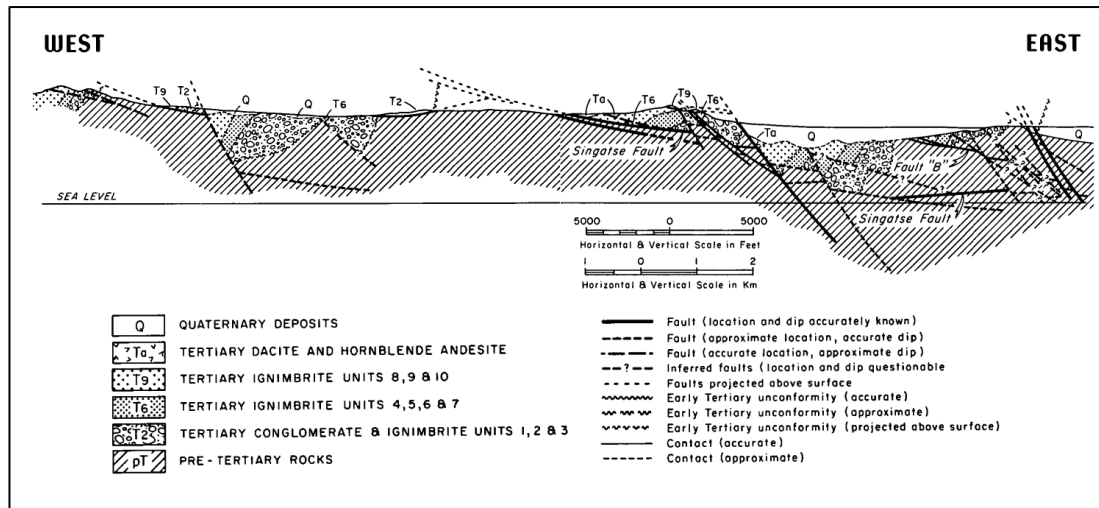 WEST
EAST
T9 T2 Q Q T6 T2 Ta T6 T9 T6 Ta Q Q
Singatse Fault
Fault "B"
Singatse Fault
SEA LEVEL
5000 0 5000
Horizontal & Vertical Scale in Feet
1 0 1 2
Horizontal & Vertical Scale in Km
Q QUATERNARY DEPOSITS
Ta TERTIARY DACITE AND HORNBLENDE ANDESITE
T9 TERTIARY IGNIMBRITE UNITS 8,9 & 10
T6 TERTIARY IGNIMBRITE UNITS 4,5,6 & 7
T2 TERTIARY CONGLOMERATE & IGNIMBRITE UNITS 1,2 & 3
pT PRE-TERTIARY ROCKS
Fault (location and dip accurately known)
Fault (approximate location, accurate dip)
Fault (accurate location, approximate dip)
? Inferred faults (location and dip questionable
Faults projected above surface
Early Tertiary unconformity (accurate)
Early Tertiary unconformity (approximate)
Early Tertiary unconformity (projected above surface)
Contact (accurate)
Contact (approximate)